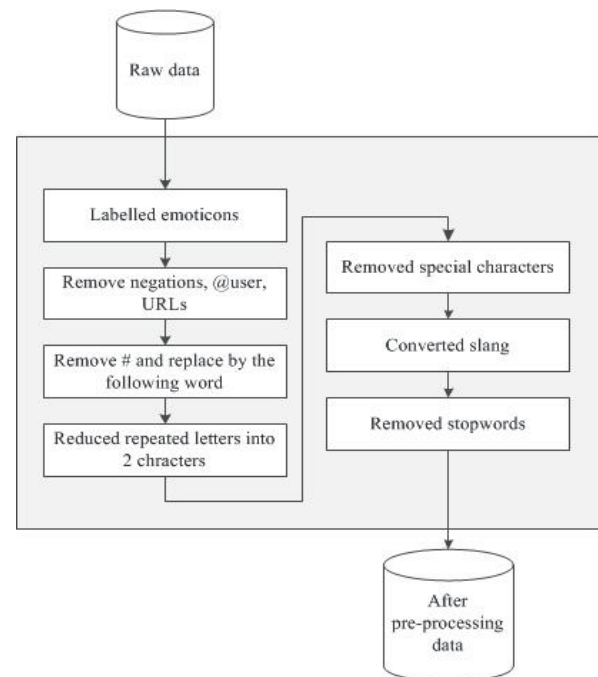 Raw data
Labelled emoticons
Remove negations, @user,
URLs
Remove # and replace by the
following word
Reduced repeated letters into
2 chracters
Removed special characters
Converted slang
Removed stopwords
After
pre-processing
data